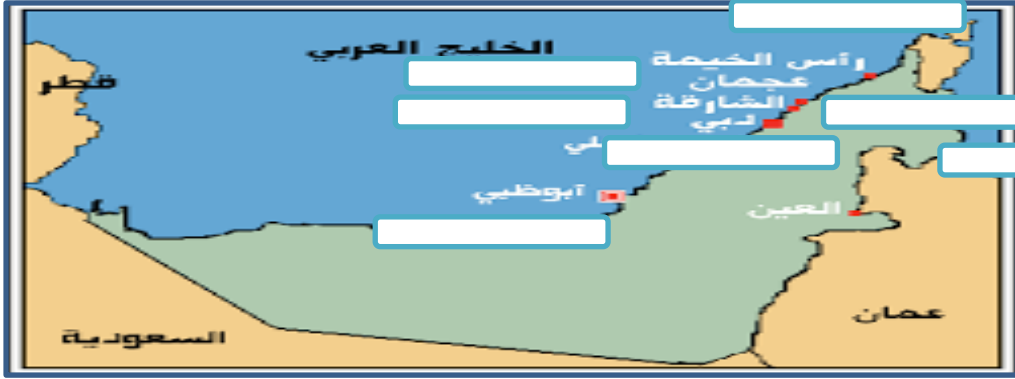 الخليج العربي
رأس الخيمة
قطر
عجمان
الشارقة
دبي
أبوظبي
العين
عمان
السعودية